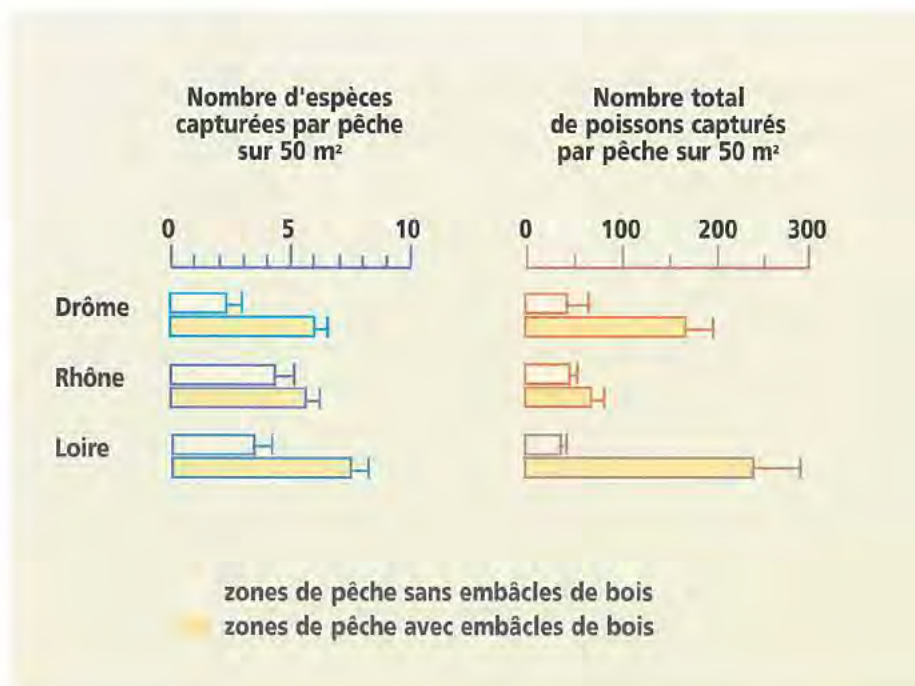 Nombre d'espèces
capturées par pêche
sur 50 m²
Nombre total
de poissons capturés
par pêche sur 50 m²
0 5 10
0 100 200 300
Drôme
Rhône
Loire
zones de pêche sans embâcles de bois
zones de pêche avec embâcles de bois